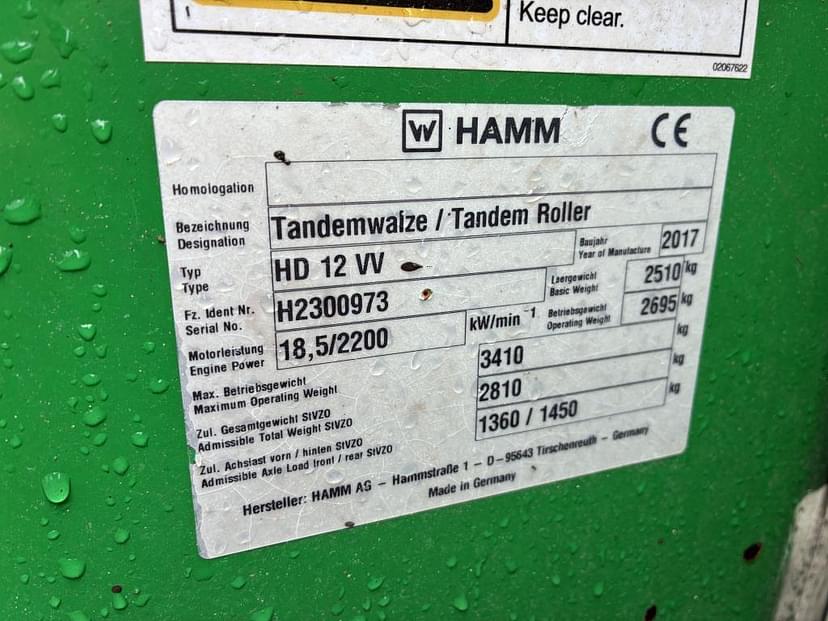 Keep clear.
02067622
W HAMM CE
Homologation
Bezeichnung
Designation
Tandemwalze / Tandem Roller
Typ
Type
HD 12 VV
Baujahr
Year of Manufacture
2017
Fz. Ident Nr.
Serial No.
H2300973
Leergewicht
Basic Weight
2510 kg
Motorleistung
Engine Power
18,5/2200
kW/min⁻¹
Betriebsgewicht
Operating Weight
2695 kg
Max. Betriebsgewicht
Maximum Operating Weight
3410 kg
Zul. Gesamtgewicht StVZO
Admissible Total Weight StVZO
2810 kg
Zul. Achslast vorn / hinten StVZO
Admissible Axle Load front / rear StVZO
1360 / 1450 kg
Hersteller: HAMM AG – Hammstraße 1 – D–95643 Tirschenreuth – Germany
Made in Germany